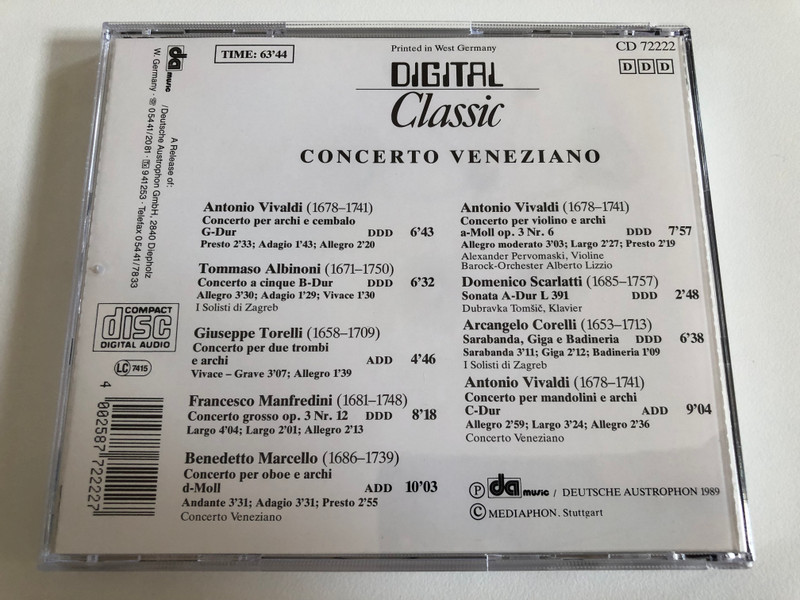 TIME: 63'44
Printed in West Germany
CD 72222
DIGITAL
Classic
D D D
CONCERTO VENEZIANO
da music
A Release of:
/Deutsche Austrophon GmbH, 2840 Diepholz
W. Germany · ☏ 05441/2081 · 941253 · Telefax 05441/7833
COMPACT
disc
DIGITAL AUDIO
LC 7415
4 002587 722227
Antonio Vivaldi (1678–1741)
Concerto per archi e cembalo
G-Dur DDD 6'43
Presto 2'33; Adagio 1'43; Allegro 2'20
Tommaso Albinoni (1671–1750)
Concerto a cinque B-Dur DDD 6'32
Allegro 3'30; Adagio 1'29; Vivace 1'30
I Solisti di Zagreb
Giuseppe Torelli (1658–1709)
Concerto per due trombi
e archi ADD 4'46
Vivace – Grave 3'07; Allegro 1'39
Francesco Manfredini (1681–1748)
Concerto grosso op. 3 Nr. 12 DDD 8'18
Largo 4'04; Largo 2'01; Allegro 2'13
Benedetto Marcello (1686–1739)
Concerto per oboe e archi
d-Moll ADD 10'03
Andante 3'31; Adagio 3'31; Presto 2'55
Concerto Veneziano
Antonio Vivaldi (1678–1741)
Concerto per violino e archi
a-Moll op. 3 Nr. 6 DDD 7'57
Allegro moderato 3'03; Largo 2'27; Presto 2'19
Alexander Pervomaski, Violine
Barock-Orchester Alberto Lizzio
Domenico Scarlatti (1685–1757)
Sonata A-Dur L 391 DDD 2'48
Dubravka Tomšič, Klavier
Arcangelo Corelli (1653–1713)
Sarabanda, Giga e Badineria DDD 6'38
Sarabanda 3'11; Giga 2'12; Badineria 1'09
I Solisti di Zagreb
Antonio Vivaldi (1678–1741)
Concerto per mandolini e archi
C-Dur ADD 9'04
Allegro 2'59; Largo 3'24; Allegro 2'36
Concerto Veneziano
Ⓟ da music / DEUTSCHE AUSTROPHON 1989
© MEDIAPHON. Stuttgart